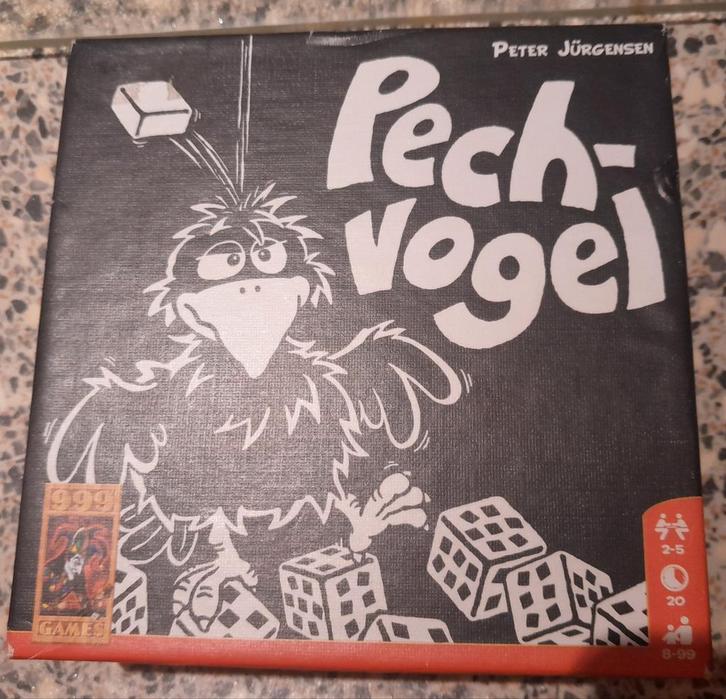 PETER JÜRGENSEN
Pech-
vogel
999
GAMES
2-5
20
8-99